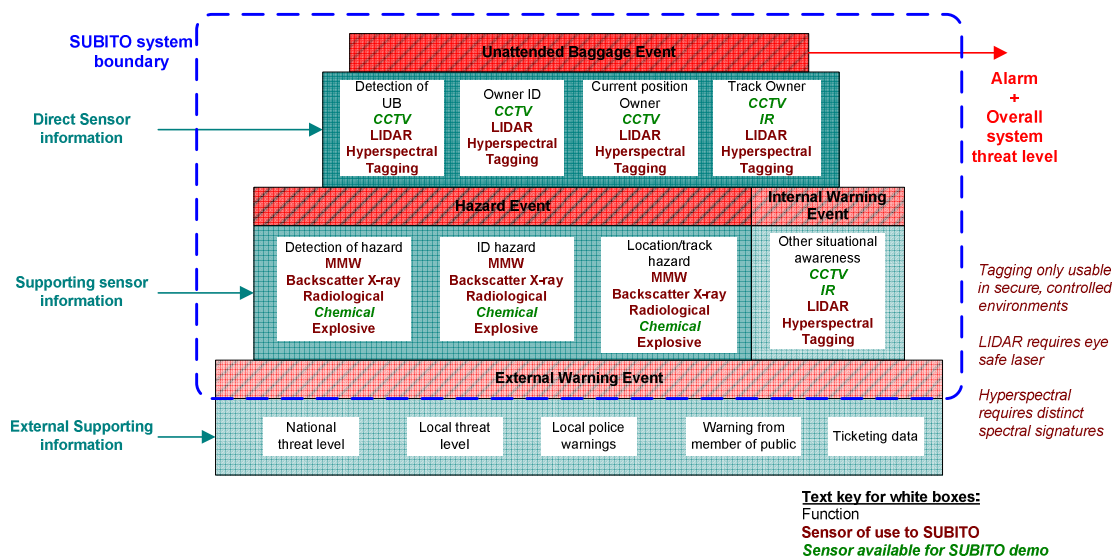 SUBITO system
boundary
Unattended Baggage Event
Alarm
+
Overall
system
threat level
Direct Sensor
information
Detection of
UB
CCTV
LIDAR
Hyperspectral
Tagging
Owner ID
CCTV
LIDAR
Hyperspectral
Tagging
Current position
Owner
CCTV
LIDAR
Hyperspectral
Tagging
Track Owner
CCTV
IR
LIDAR
Hyperspectral
Tagging
Hazard Event
Internal Warning
Event
Supporting sensor
information
Detection of hazard
MMW
Backscatter X-ray
Radiological
Chemical
Explosive
ID hazard
MMW
Backscatter X-ray
Radiological
Chemical
Explosive
Location/track
hazard
MMW
Backscatter X-ray
Radiological
Chemical
Explosive
Other situational
awareness
CCTV
IR
LIDAR
Hyperspectral
Tagging
Tagging only usable
in secure, controlled
environments
LIDAR requires eye
safe laser
Hyperspectral
requires distinct
spectral signatures
External Warning Event
External Supporting
information
National
threat level
Local threat
level
Local police
warnings
Warning from
member of public
Ticketing data
Text key for white boxes:
Function
Sensor of use to SUBITO
Sensor available for SUBITO demo